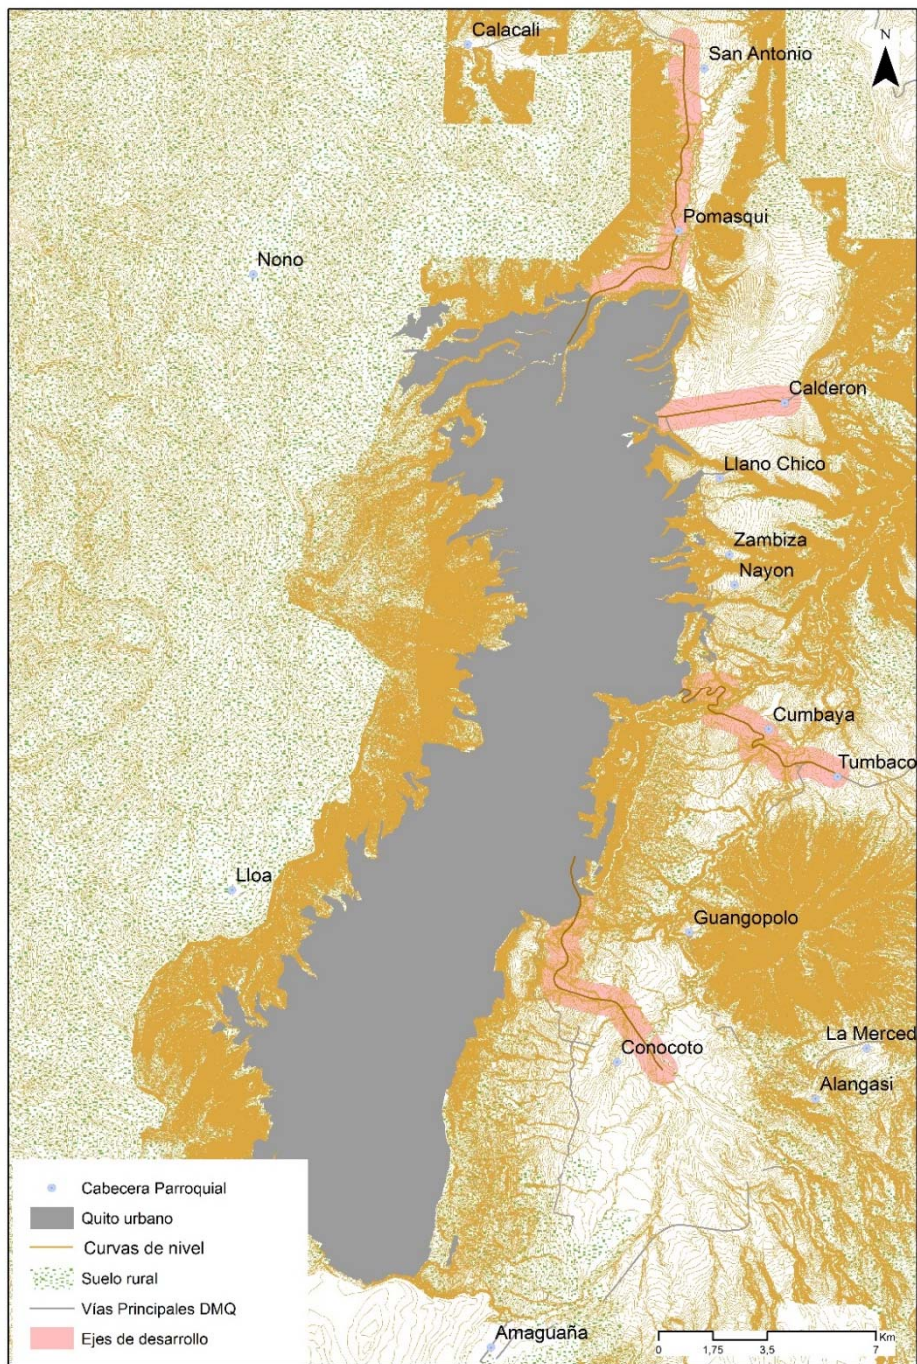 Calacali
San Antonio
N
Pomasqui
Nono
Calderon
Llano Chico
Zambiza
Nayon
Cumbaya
Tumbaco
Lloa
Guangopolo
La Merced
Conocoto
Alangasi
Cabecera Parroquial
Quito urbano
Curvas de nivel
Suelo rural
Vías Principales DMQ
Ejes de desarrollo
Amaguaña
Km
0 1,75 3,5 7